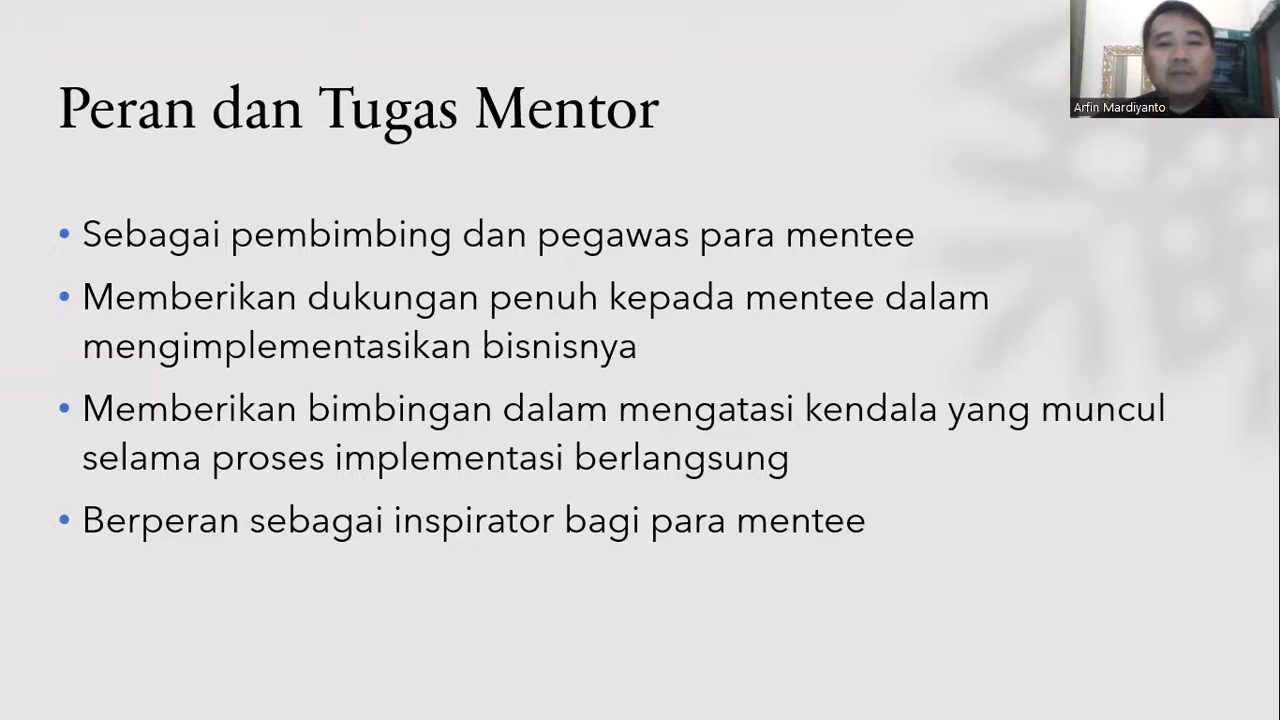 Peran dan Tugas Mentor
Arfin Mardiyanto
• Sebagai pembimbing dan pegawas para mentee
• Memberikan dukungan penuh kepada mentee dalam
mengimplementasikan bisnisnya
• Memberikan bimbingan dalam mengatasi kendala yang muncul
selama proses implementasi berlangsung
• Berperan sebagai inspirator bagi para mentee